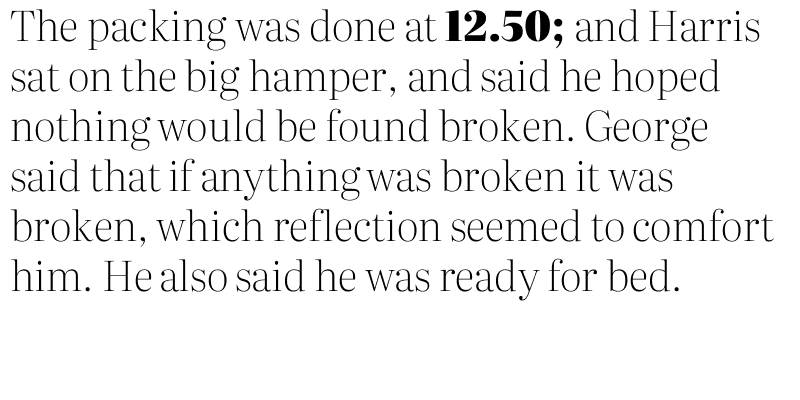 The packing was done at 12.50; and Harris
sat on the big hamper, and said he hoped
nothing would be found broken. George
said that if anything was broken it was
broken, which reflection seemed to comfort
him. He also said he was ready for bed.